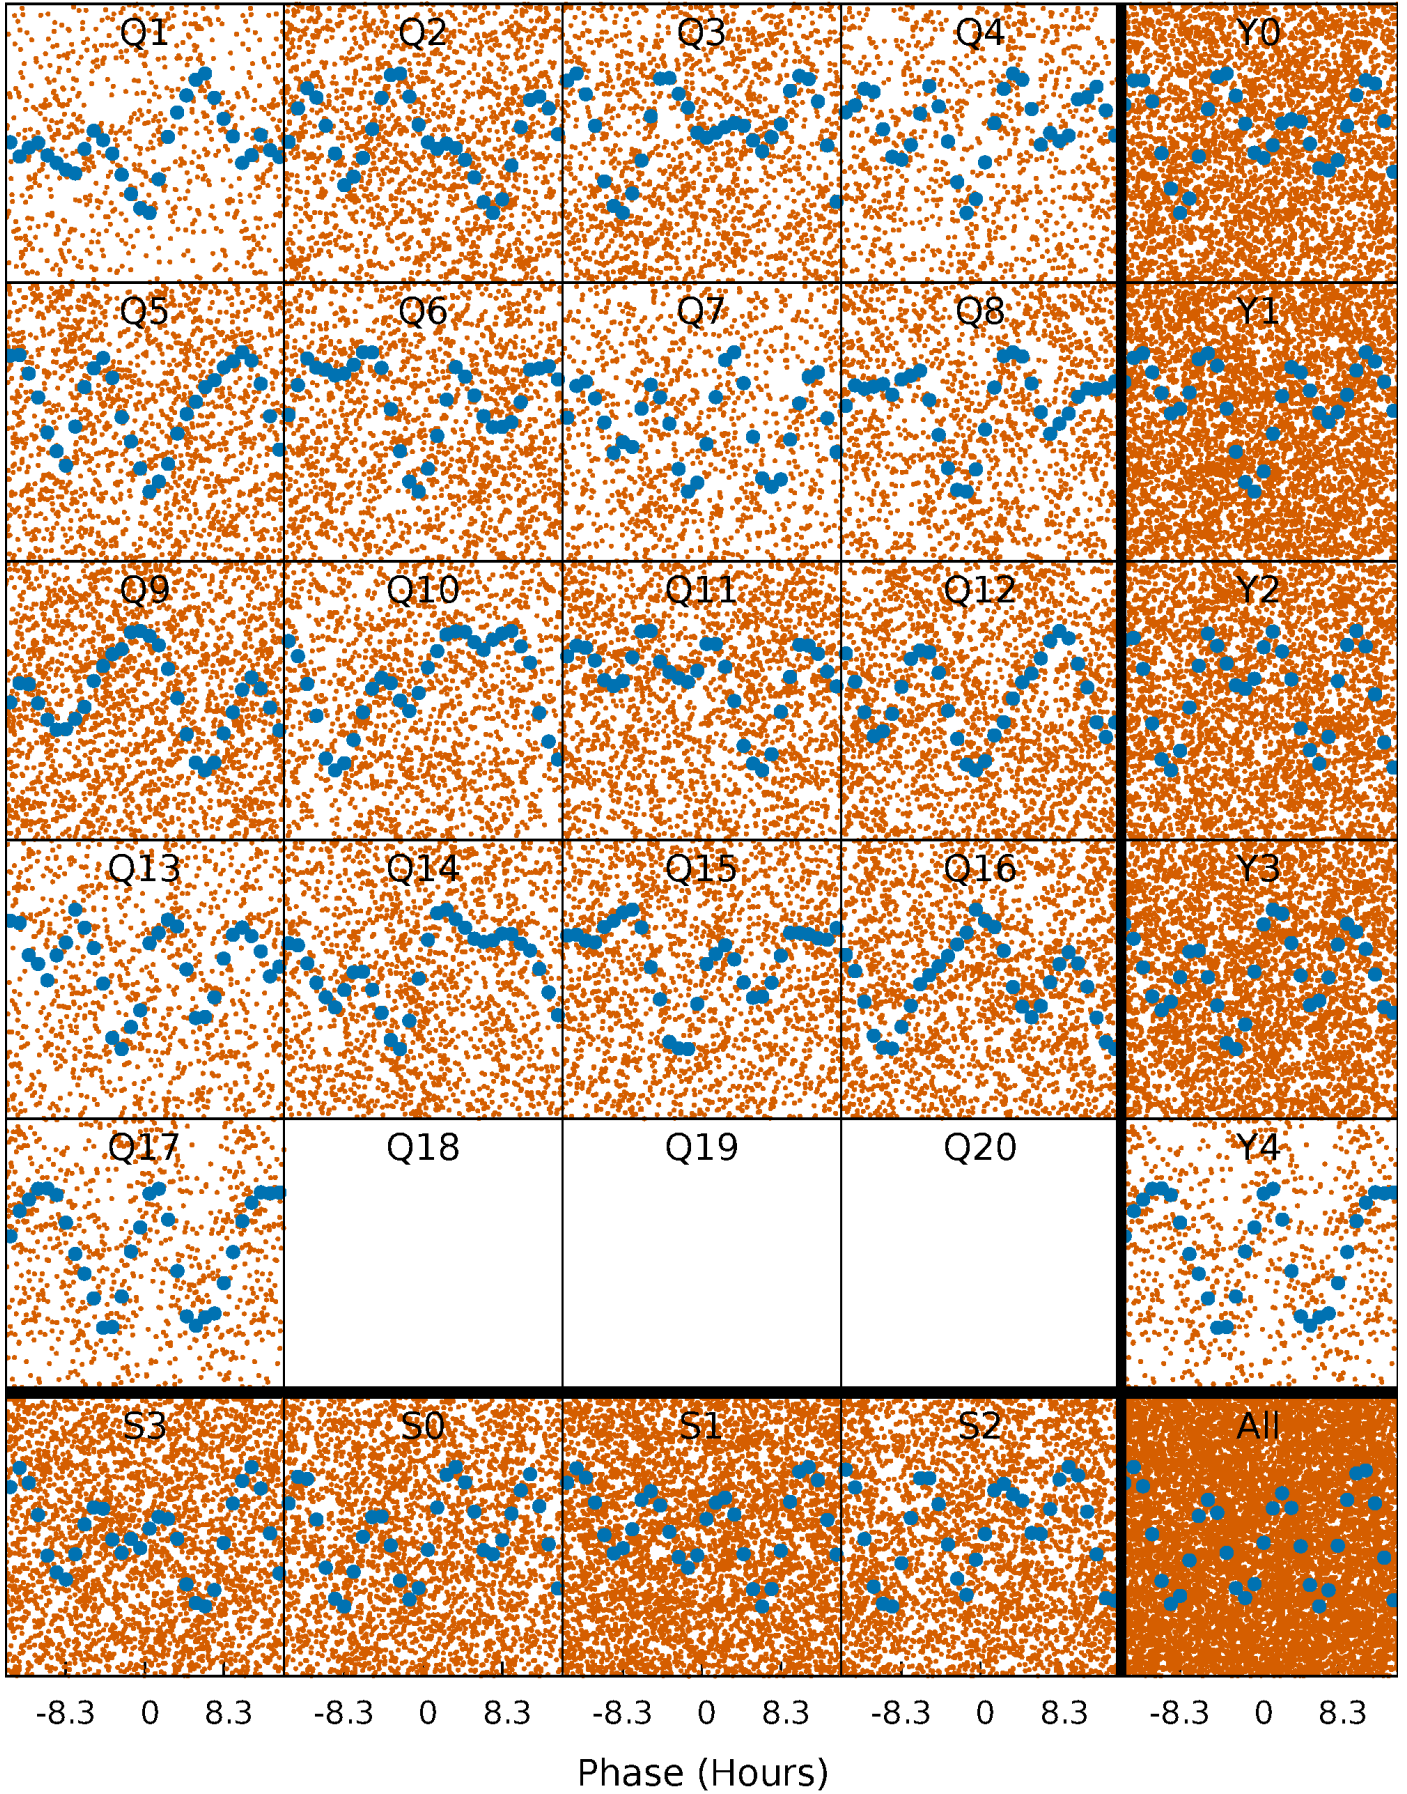 Q1 Q2 Q3 Q4 Y0
Q5 Q6 Q7 Q8 Y1
Q9 Q10 Q11 Q12 Y2
Q13 Q14 Q15 Q16 Y3
Q17 Q18 Q19 Q20 Y4
S3 S0 S1 S2 All
-8.3 0 8.3 -8.3 0 8.3 -8.3 0 8.3 -8.3 0 8.3 -8.3 0 8.3
Phase (Hours)